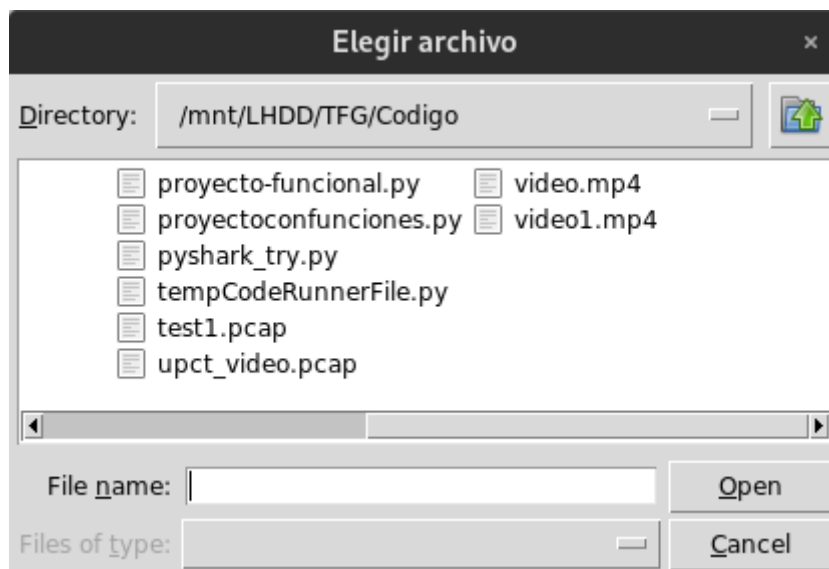 Elegir archivo ×
Directory: /mnt/LHDD/TFG/Codigo
proyecto-funcional.py video.mp4
proyectoconfunciones.py video1.mp4
pyshark_try.py
tempCodeRunnerFile.py
test1.pcap
upct_video.pcap
File name: Open
Files of type: Cancel